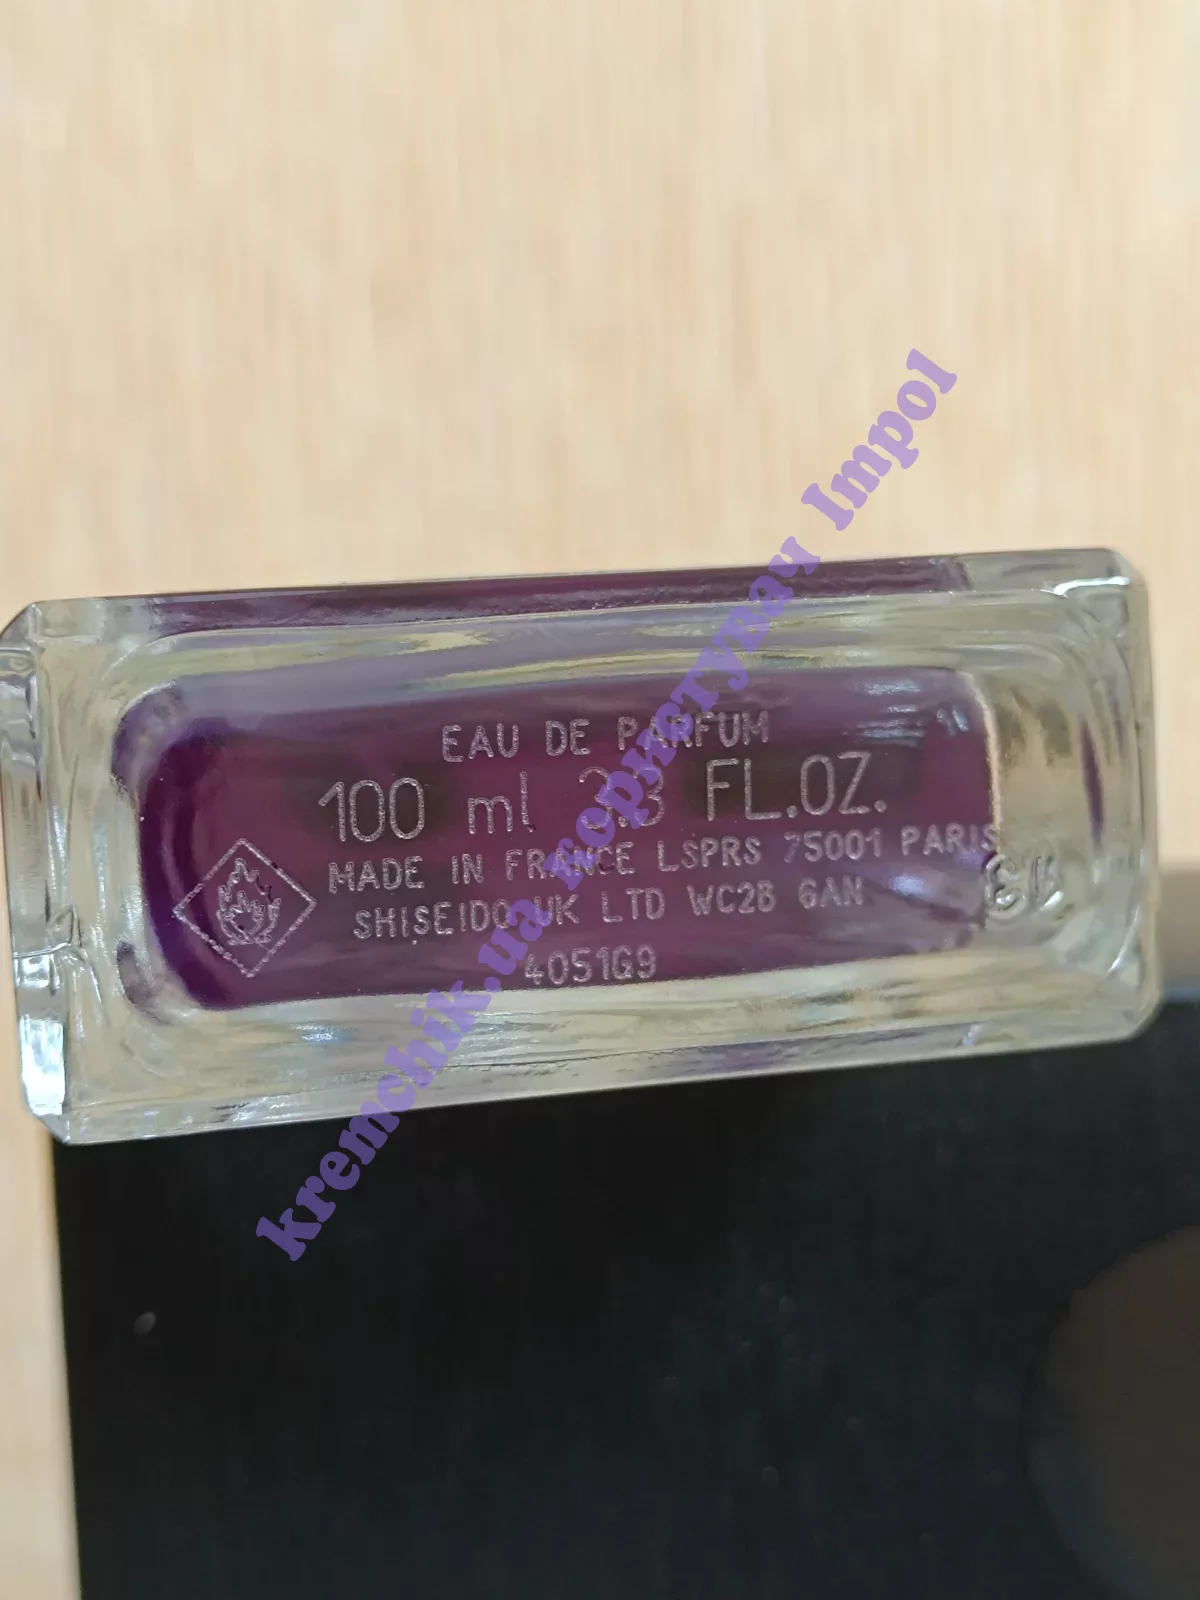 EAU DE PARFUM
100 ml 3.3 FL.OZ.
MADE IN FRANCE LSPRS 75001 PARIS
SHISEIDO UK LTD WC2B 6AN
4051G9
kremchik.ua користувач Impol